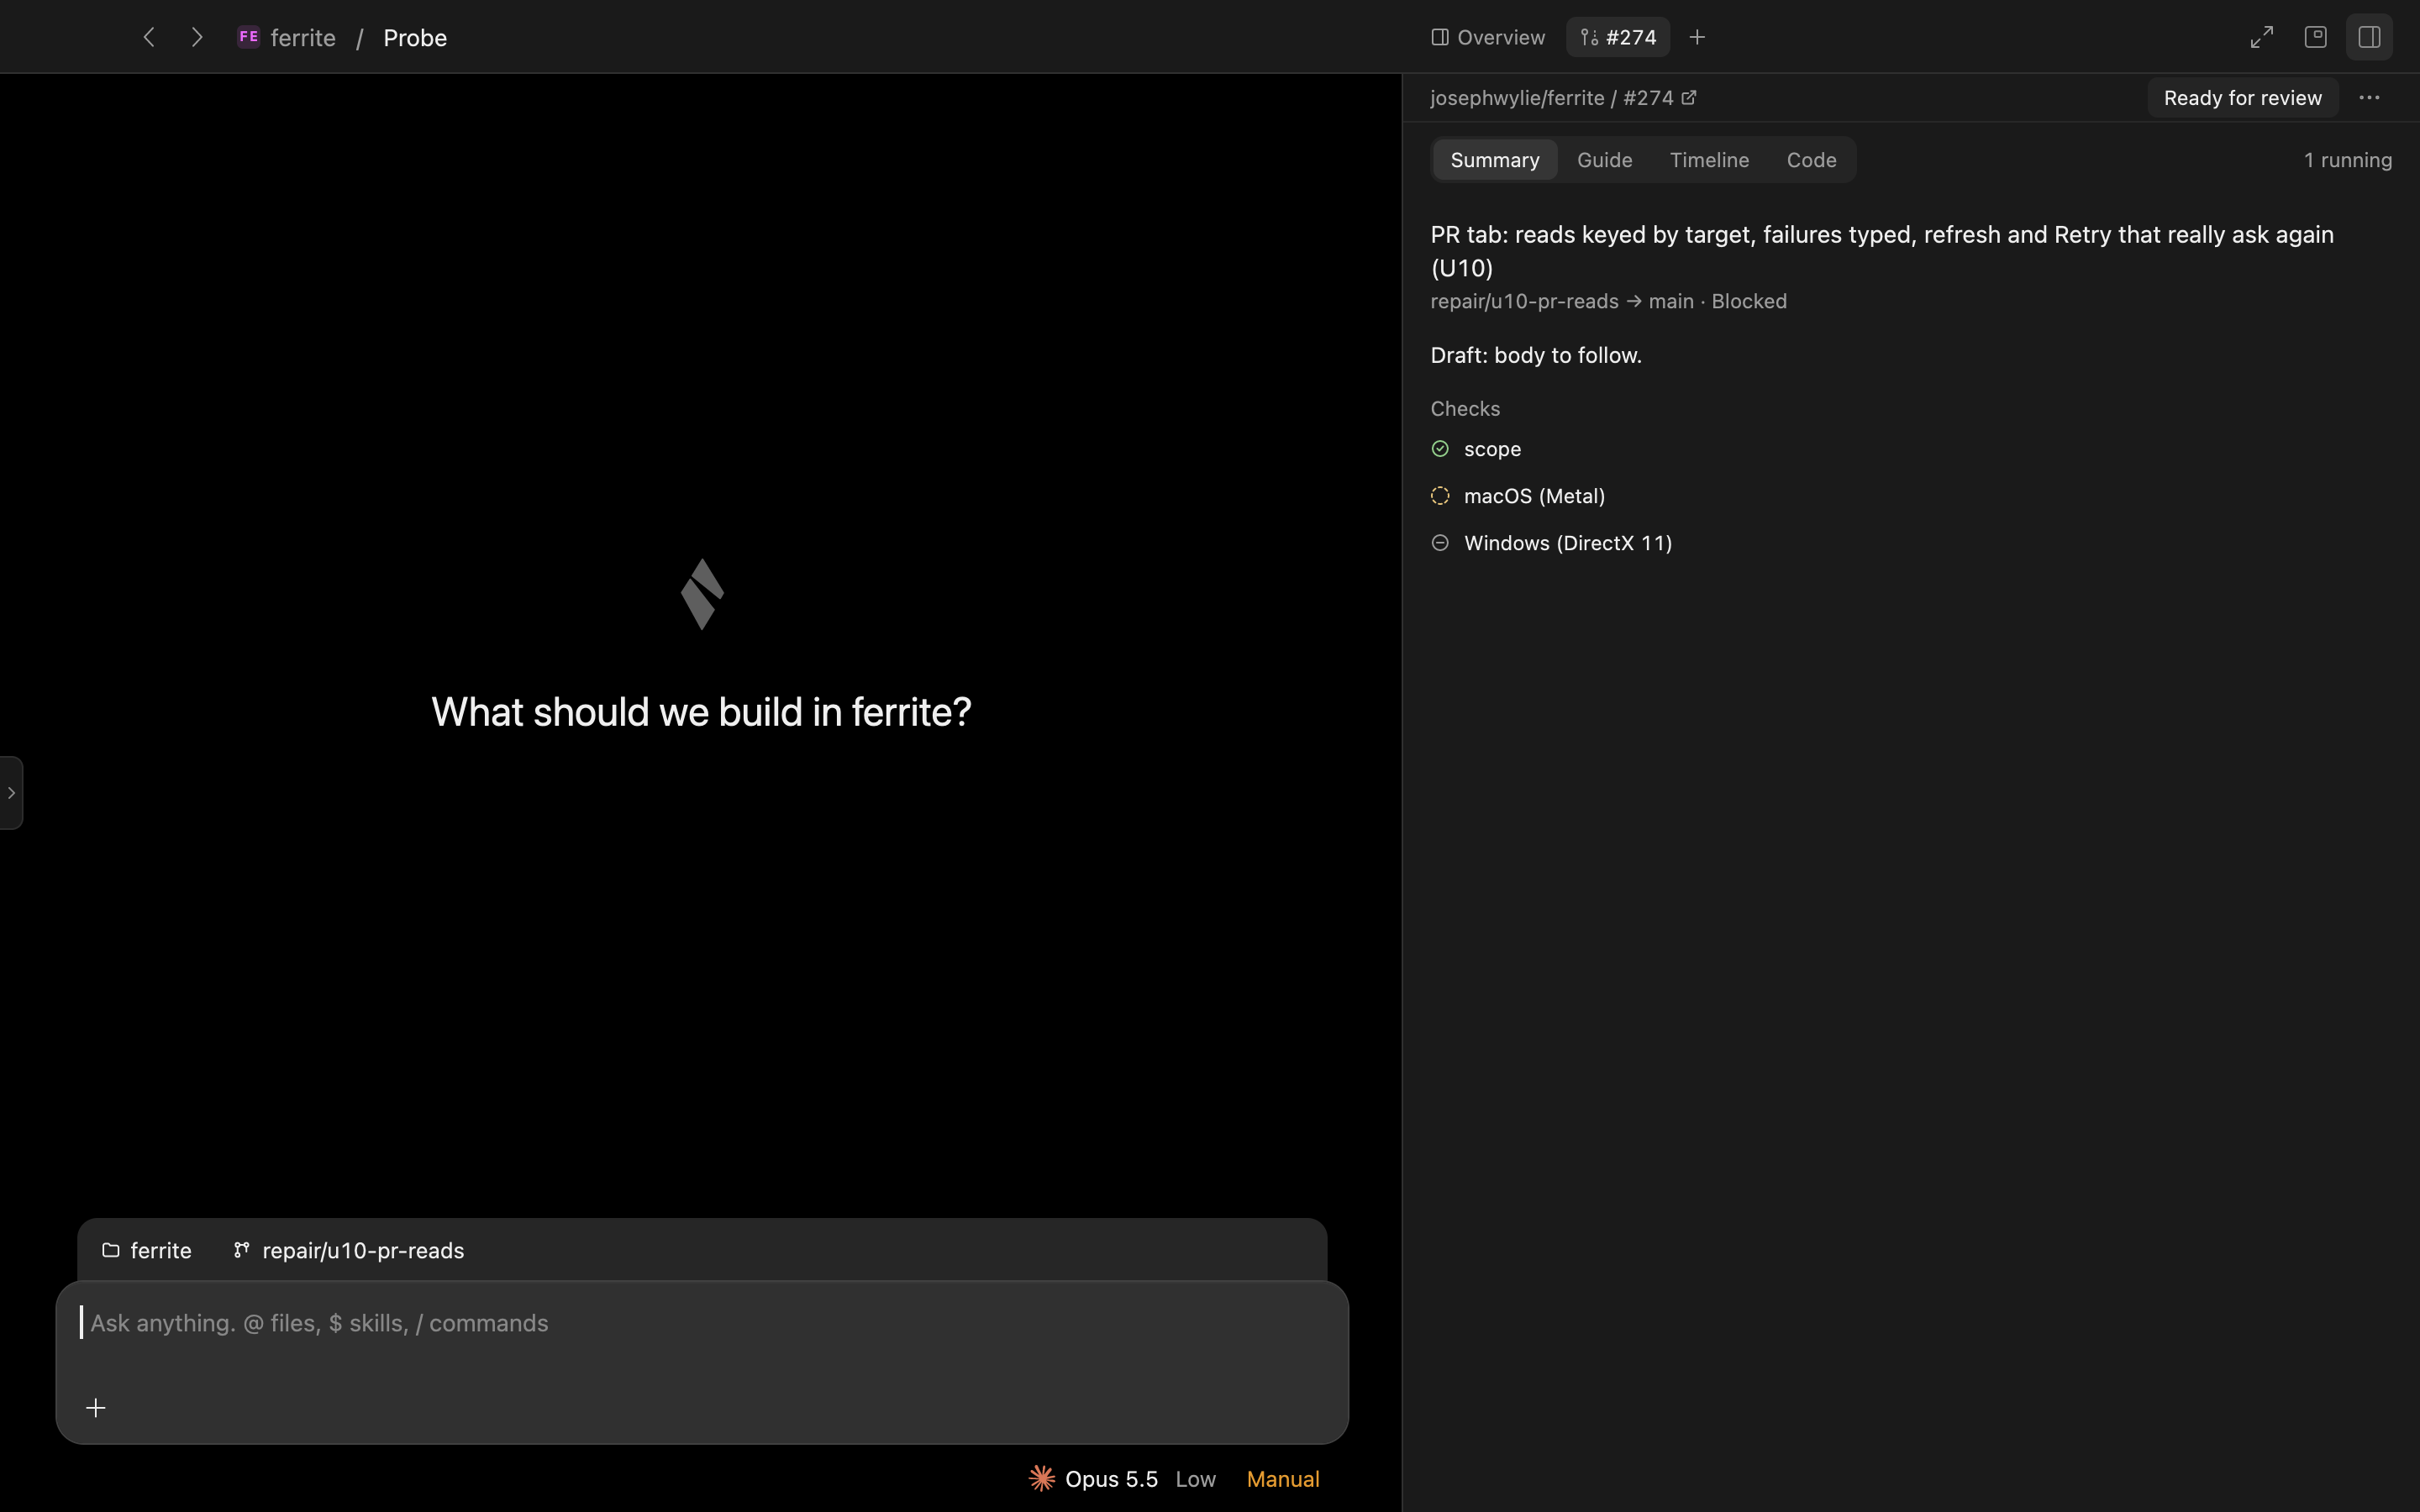 FE ferrite / Probe
Overview
#274
josephwylie/ferrite / #274
Ready for review
Summary
Guide
Timeline
Code
1 running
PR tab: reads keyed by target, failures typed, refresh and Retry that really ask again
(U10)
repair/u10-pr-reads → main · Blocked
Draft: body to follow.
Checks
scope
macOS (Metal)
Windows (DirectX 11)
What should we build in ferrite?
ferrite
repair/u10-pr-reads
Ask anything. @ files, $ skills, / commands
Opus 5.5 Low Manual